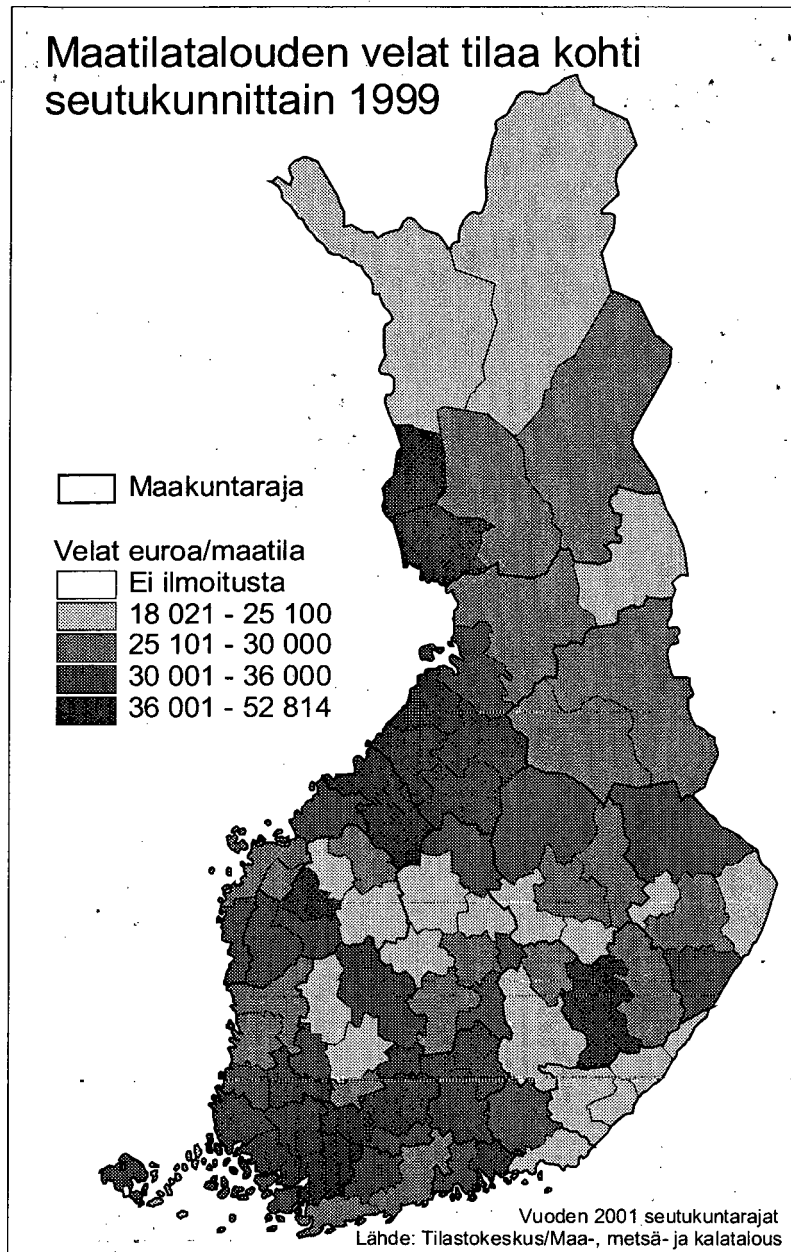 Maatilatalouden velat tilaa kohti
seutukunnittain 1999
Maakuntaraja
Velat euroa/maatila
Ei ilmoitusta
18 021 - 25 100
25 101 - 30 000
30 001 - 36 000
36 001 - 52 814
Vuoden 2001 seutukuntarajat
Lähde: Tilastokeskus/Maa-, metsä- ja kalatalous